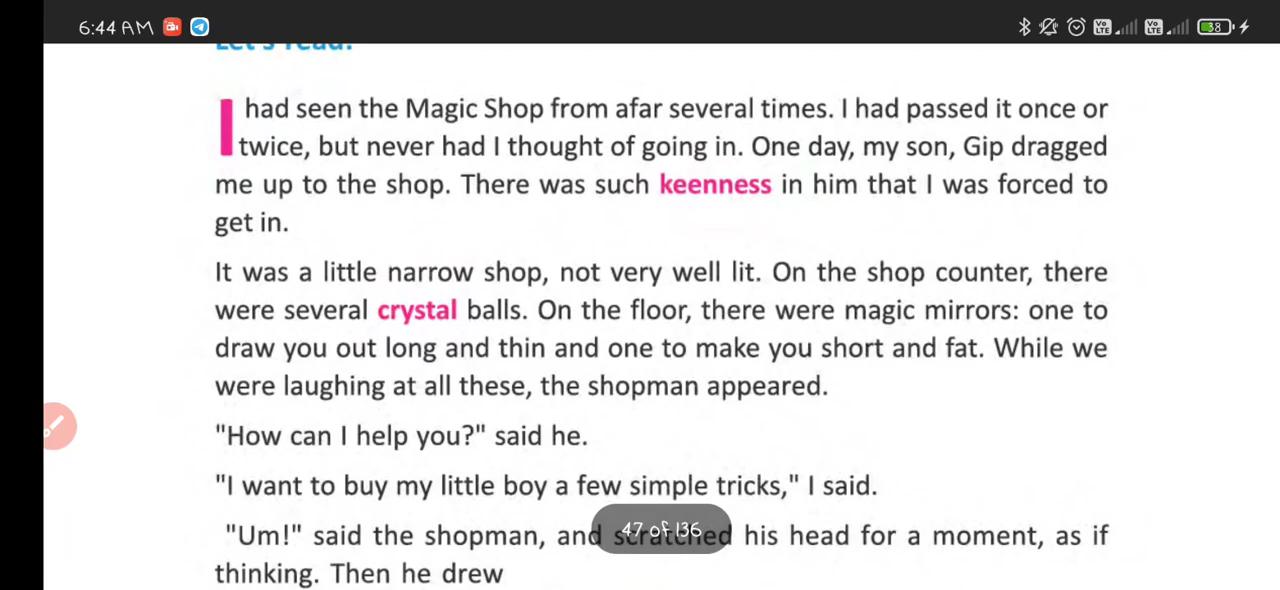 6:44 AM
38
Let's read!
I had seen the Magic Shop from afar several times. I had passed it once or
twice, but never had I thought of going in. One day, my son, Gip dragged
me up to the shop. There was such keenness in him that I was forced to
get in.
It was a little narrow shop, not very well lit. On the shop counter, there
were several crystal balls. On the floor, there were magic mirrors: one to
draw you out long and thin and one to make you short and fat. While we
were laughing at all these, the shopman appeared.
"How can I help you?" said he.
"I want to buy my little boy a few simple tricks," I said.
"Um!" said the shopman, and scratched his head for a moment, as if
47 of 136
thinking. Then he drew